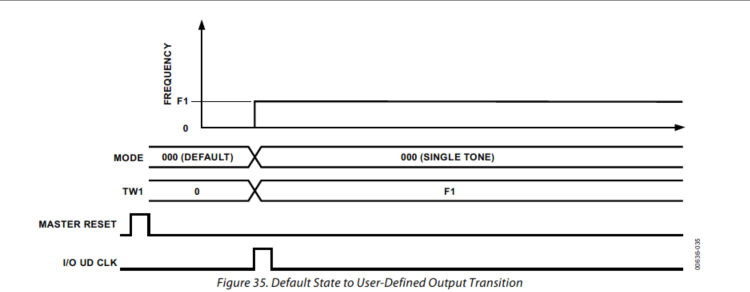 FREQUENCY
F1
0
MODE 000 (DEFAULT) 000 (SINGLE TONE)
TW1 0 F1
MASTER RESET
I/O UD CLK
00636-035
Figure 35. Default State to User-Defined Output Transition